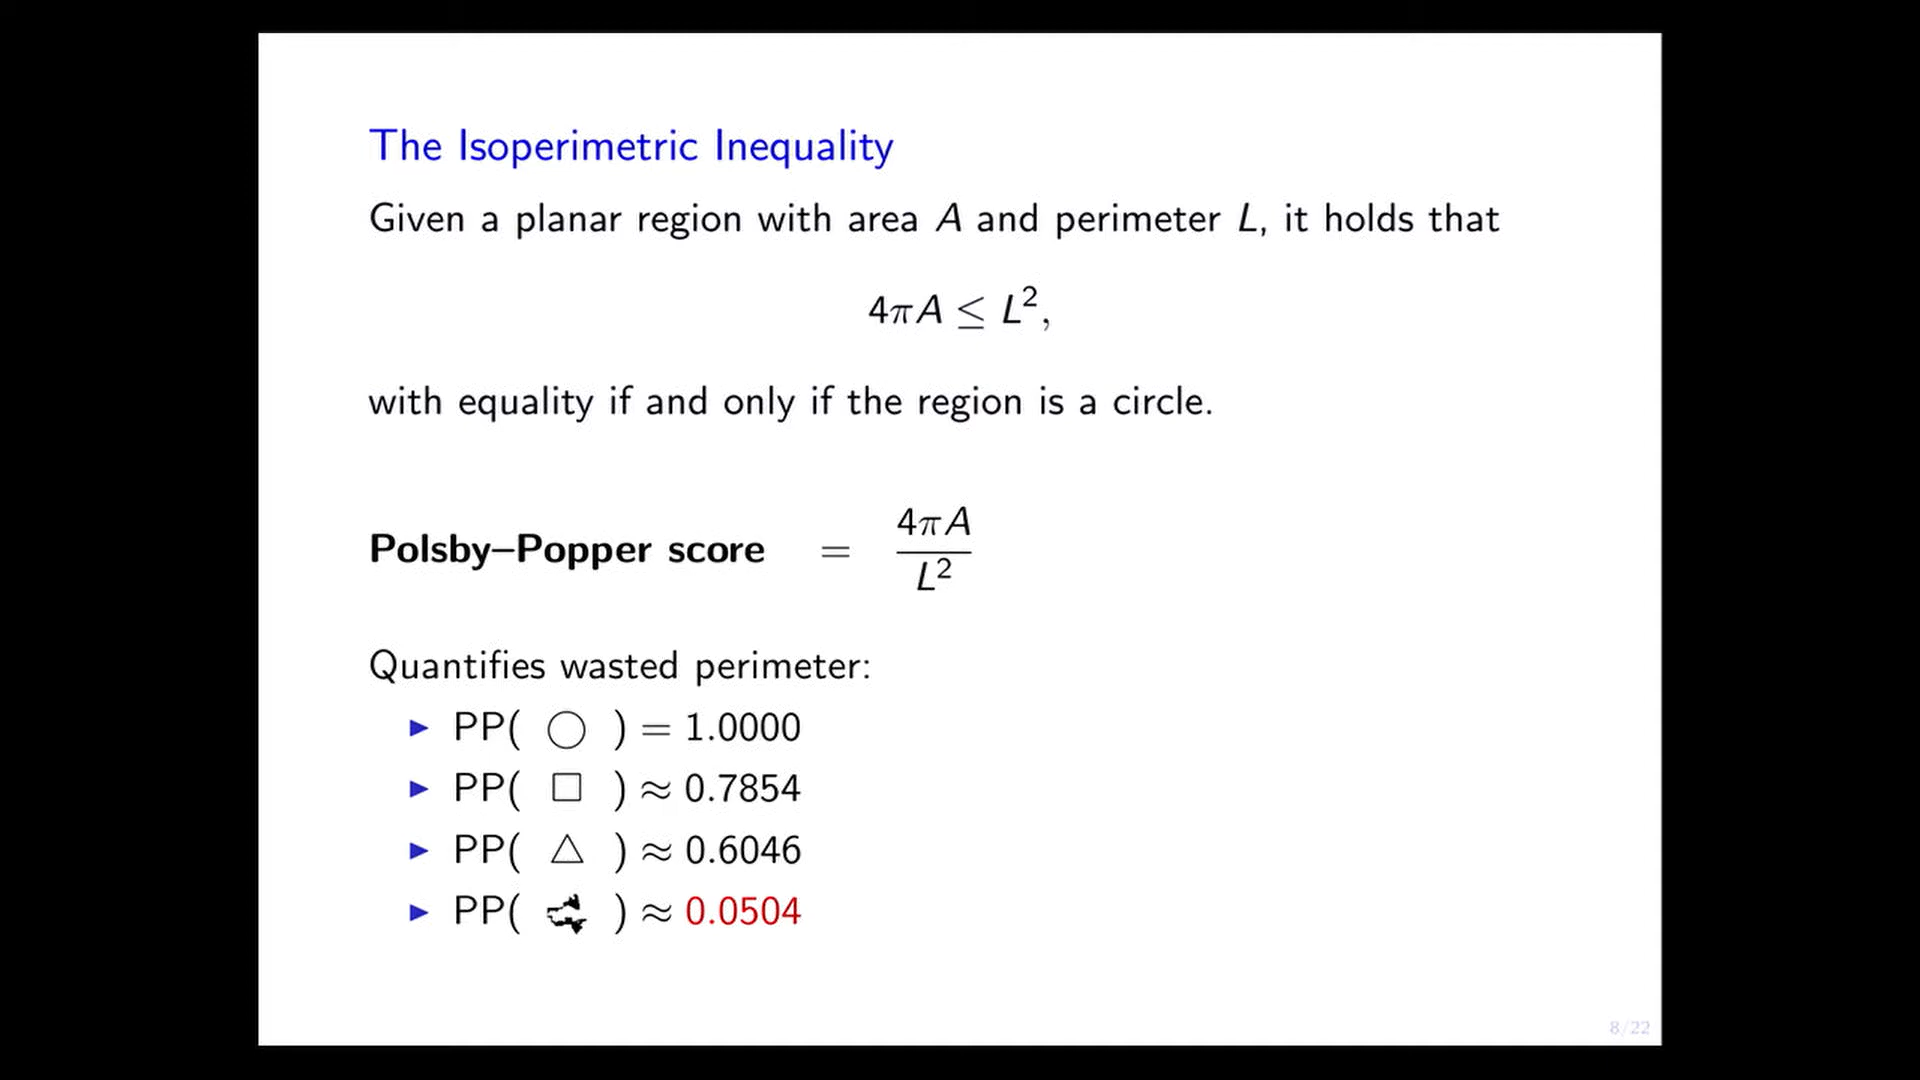 The Isoperimetric Inequality
Given a planar region with area A and perimeter L, it holds that
4πA ≤ L²,
with equality if and only if the region is a circle.
Polsby–Popper score = 4πA / L²
Quantifies wasted perimeter:
▶ PP( ○ ) = 1.0000
▶ PP( □ ) ≈ 0.7854
▶ PP( △ ) ≈ 0.6046
▶ PP( ) ≈ 0.0504
8/22